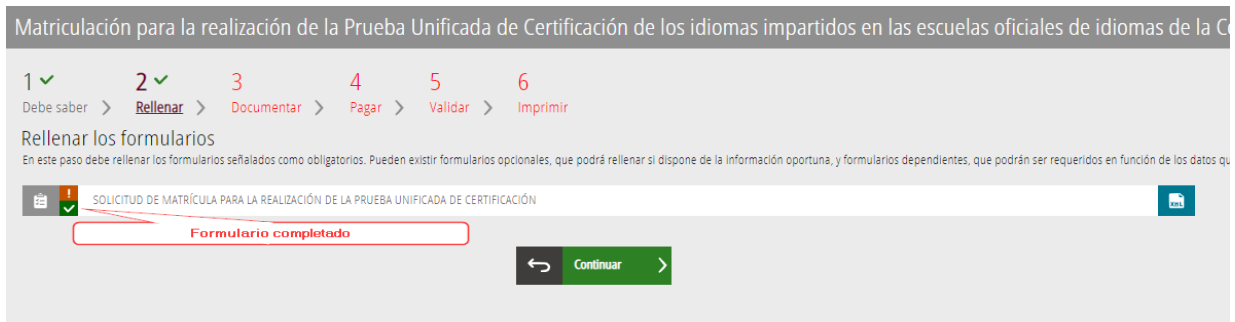 Matriculación para la realización de la Prueba Unificada de Certificación de los idiomas impartidos en las escuelas oficiales de idiomas de la C
1 2 3 4 5 6
Debe saber > Rellenar > Documentar > Pagar > Validar > Imprimir
Rellenar los formularios
En este paso debe rellenar los formularios señalados como obligatorios. Pueden existir formularios opcionales, que podrá rellenar si dispone de la información oportuna, y formularios dependientes, que podrán ser requeridos en función de los datos qu
! SOLICITUD DE MATRÍCULA PARA LA REALIZACIÓN DE LA PRUEBA UNIFICADA DE CERTIFICACIÓN XML
Formulario completado
Continuar